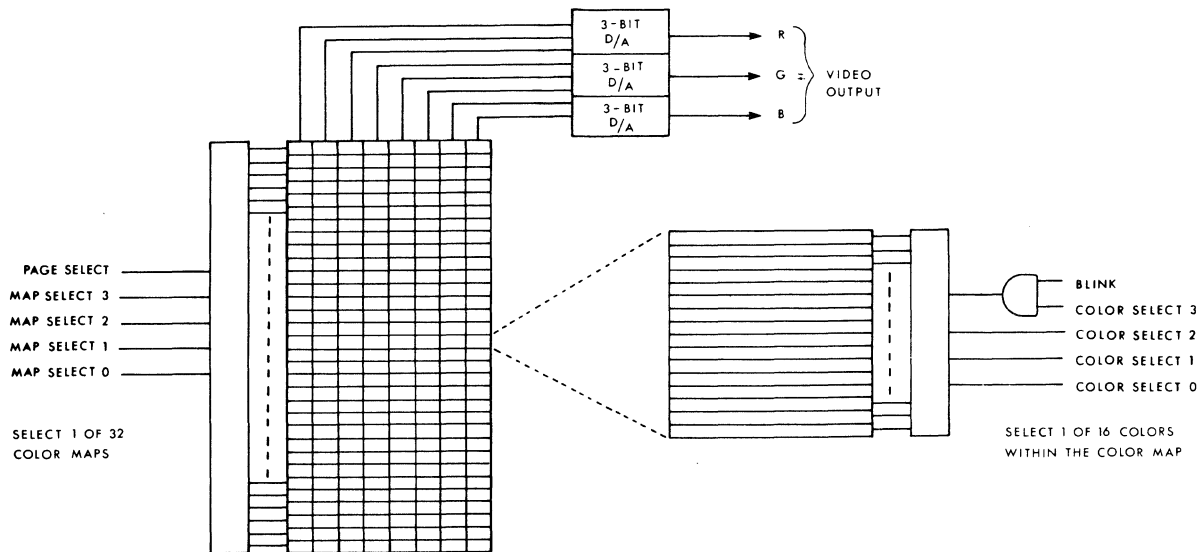 3-BIT
D/A
R
3-BIT
D/A
G
VIDEO
OUTPUT
3-BIT
D/A
B
PAGE SELECT
MAP SELECT 3
MAP SELECT 2
MAP SELECT 1
MAP SELECT 0
SELECT 1 OF 32
COLOR MAPS
BLINK
COLOR SELECT 3
COLOR SELECT 2
COLOR SELECT 1
COLOR SELECT 0
SELECT 1 OF 16 COLORS
WITHIN THE COLOR MAP